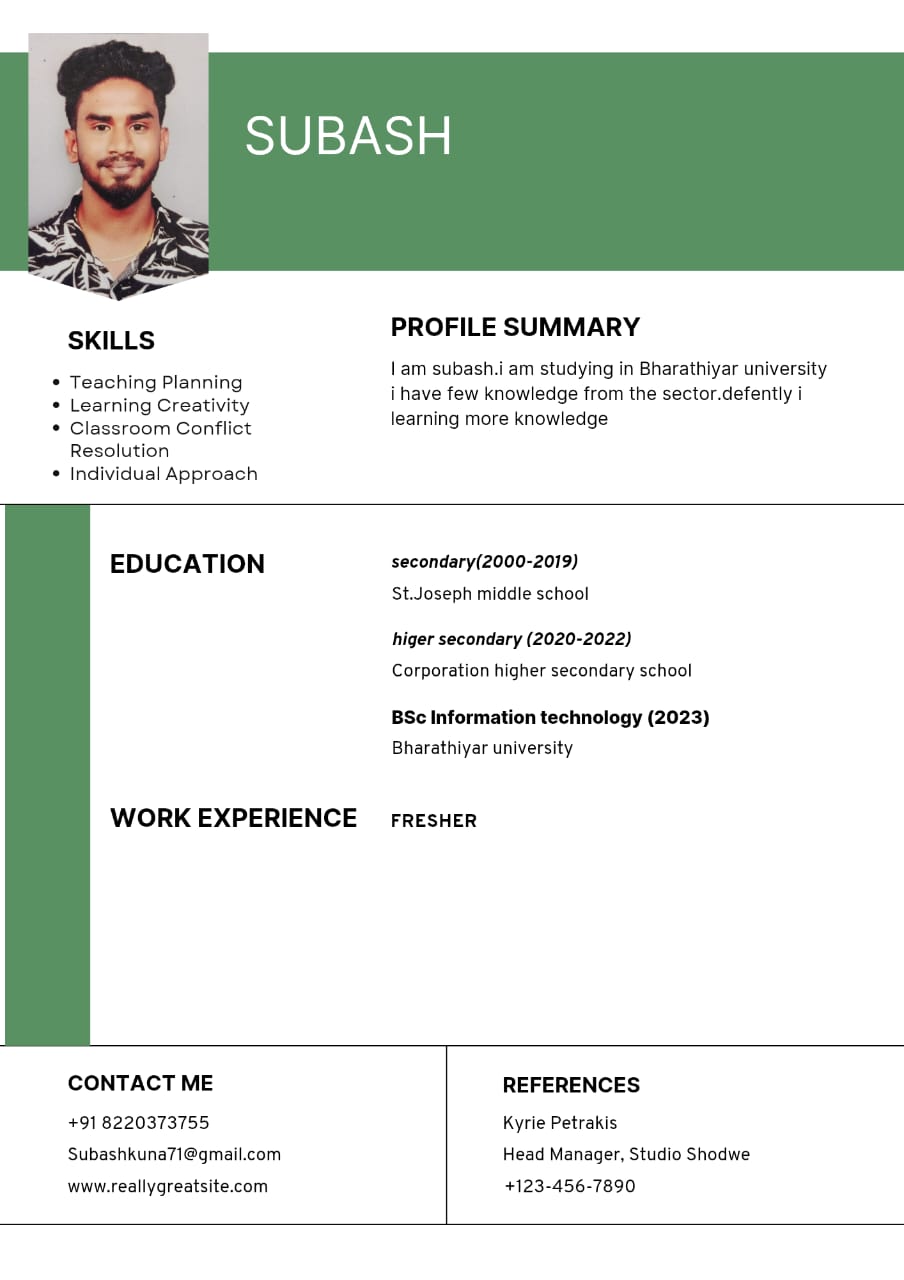 SUBASH
SKILLS
• Teaching Planning
• Learning Creativity
• Classroom Conflict
Resolution
• Individual Approach
PROFILE SUMMARY
I am subash.i am studying in Bharathiyar university
i have few knowledge from the sector.defently i
learning more knowledge
EDUCATION
secondary(2000-2019)
St.Joseph middle school
higer secondary (2020-2022)
Corporation higher secondary school
BSc Information technology (2023)
Bharathiyar university
WORK EXPERIENCE
FRESHER
CONTACT ME
+91 8220373755
Subashkuna71@gmail.com
www.reallygreatsite.com
REFERENCES
Kyrie Petrakis
Head Manager, Studio Shodwe
+123-456-7890